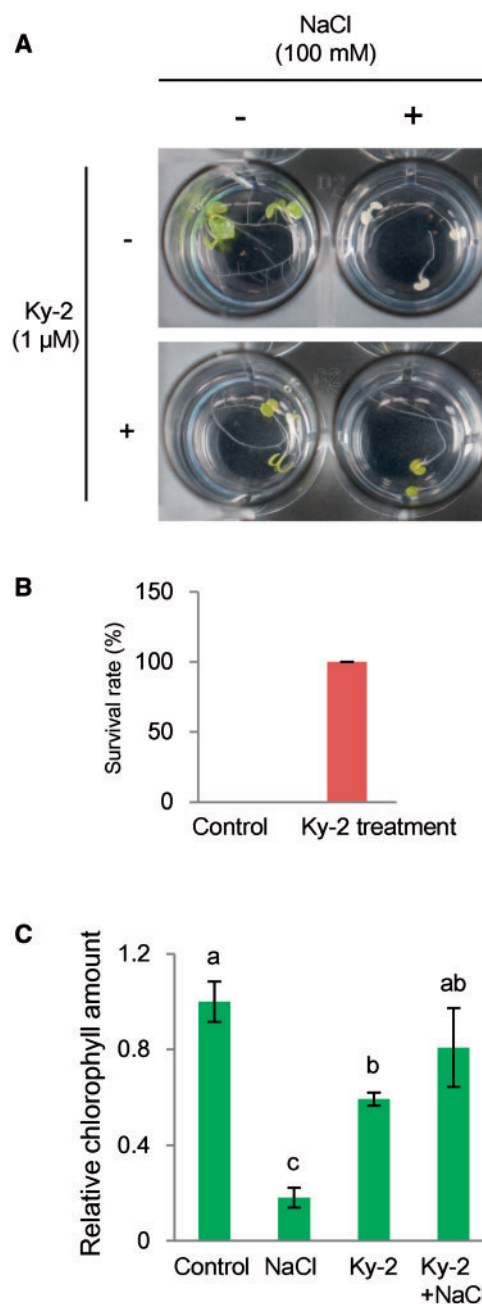 A
NaCl
(100 mM)
- +
-
Ky-2
(1 µM)
+
B
Survival rate (%)
150
100
50
0
Control Ky-2 treatment
C
Relative chlorophyll amount
1.2
0.8
0.4
0
a
c
b
ab
Control NaCl Ky-2 Ky-2
+NaC